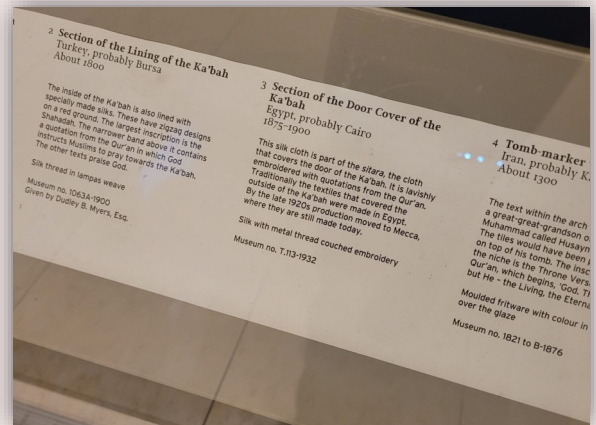 2 Section of the Lining of the Ka'bah
Turkey, probably Bursa
About 1800
The inside of the Ka'bah is also lined with
specially made silks. These have zigzag designs
on a red ground. The largest inscription is the
Shahadah. The narrower band above it contains
a quotation from the Qur'an in which God
instructs Muslims to pray towards the Ka'bah.
The other texts praise God.
Silk thread in lampas weave
Museum no. 1063A-1900
Given by Dudley B. Myers, Esq.
3 Section of the Door Cover of the
Ka'bah
Egypt, probably Cairo
1875-1900
This silk cloth is part of the sitara, the cloth
that covers the door of the Ka'bah. It is lavishly
embroidered with quotations from the Qur'an.
Traditionally the textiles that covered the
outside of the Ka'bah were made in Egypt.
By the late 1920s production moved to Mecca,
where they are still made today.
Silk with metal thread couched embroidery
Museum no. T.113-1932
4 Tomb-marker
Iran, probably K
About 1300
The text within the arch
a great-great-grandson o
Muhammad called Husayn
The tiles would have been
on top of his tomb. The insc
the niche is the Throne Vers
Qur'an, which begins, 'God. Th
but He – the Living, the Eterna
Moulded fritware with colour in
over the glaze
Museum no. 1821 to B-1876